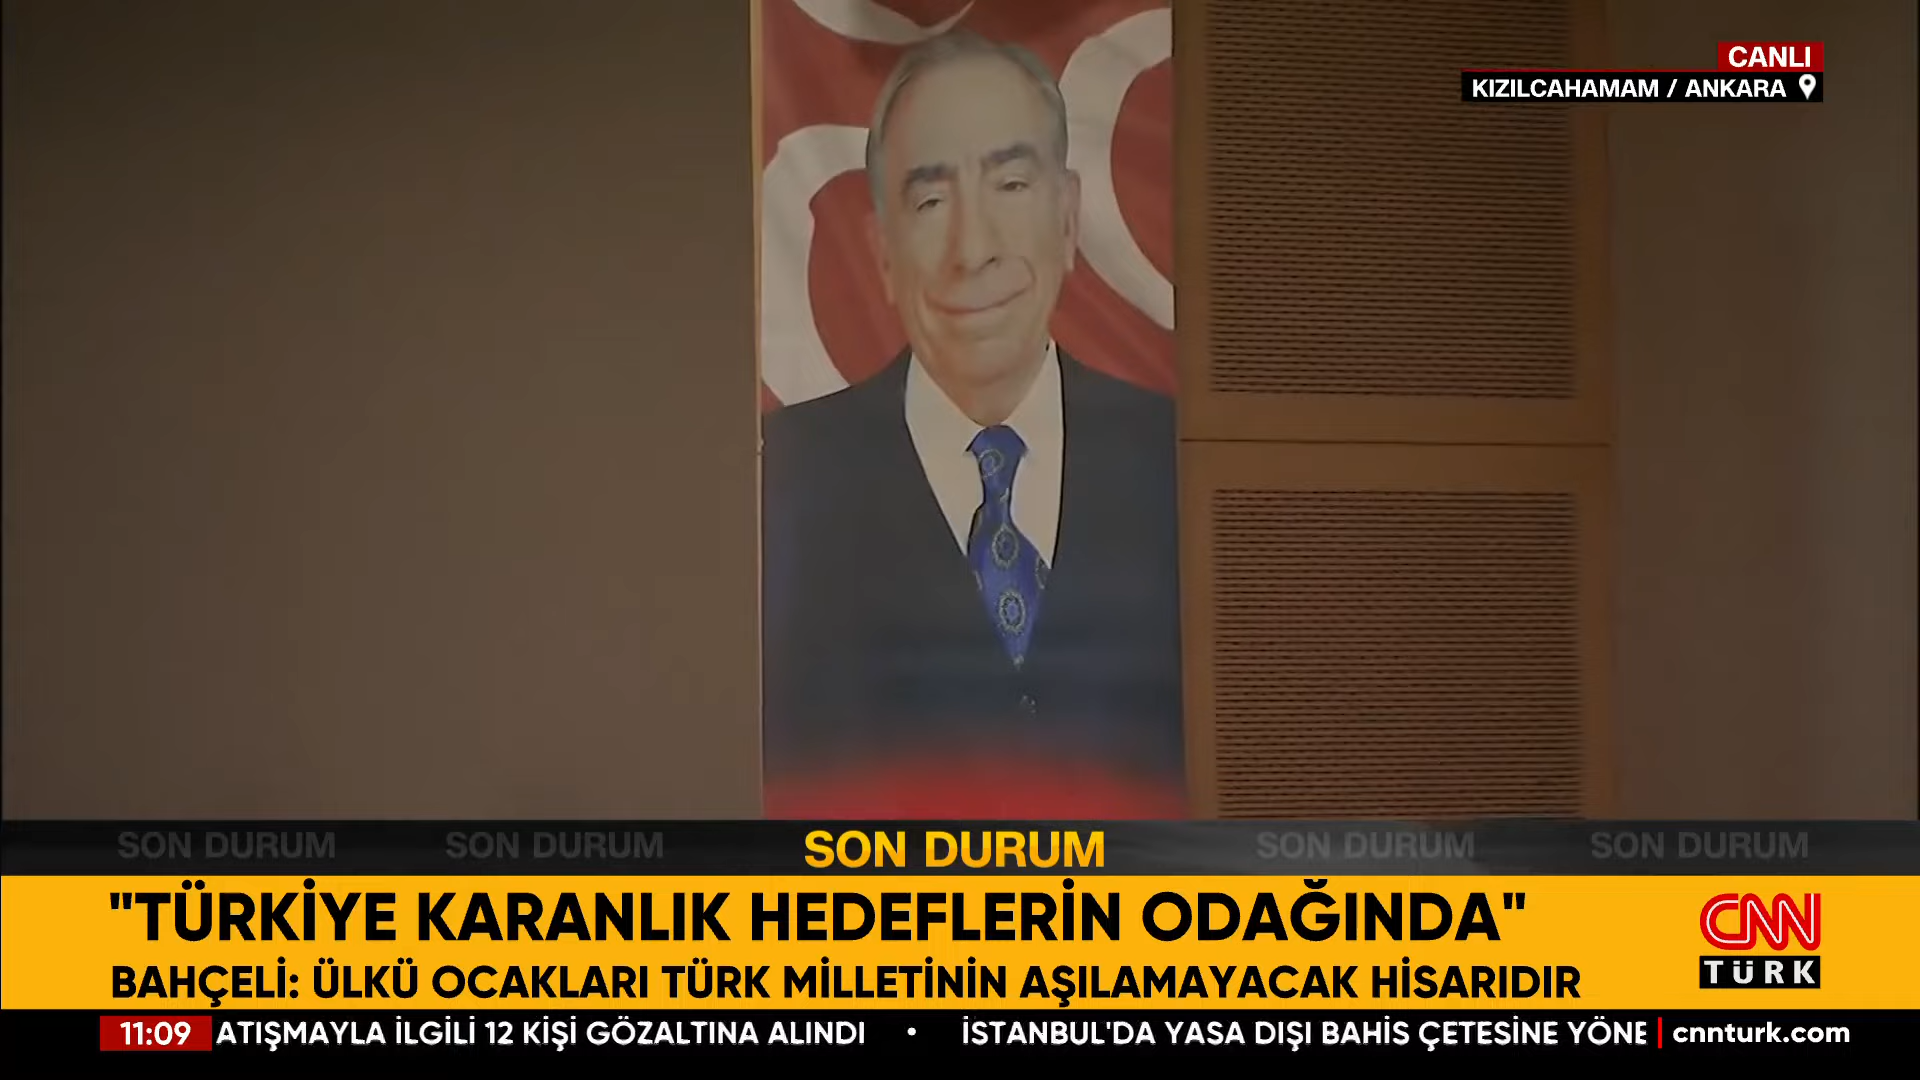 CANLI
KIZILCAHAMAM / ANKARA
SON DURUM SON DURUM SON DURUM SON DURUM SON DURUM
"TÜRKİYE KARANLIK HEDEFLERİN ODAĞINDA"
BAHÇELİ: ÜLKÜ OCAKLARI TÜRK MİLLETİNİN AŞILAMAYACAK HİSARIDIR
CNN
TÜRK
11:09 ATIŞMAYLA İLGİLİ 12 KİŞİ GÖZALTINA ALINDI • İSTANBUL'DA YASA DIŞI BAHİS ÇETESİNE YÖNE cnnturk.com